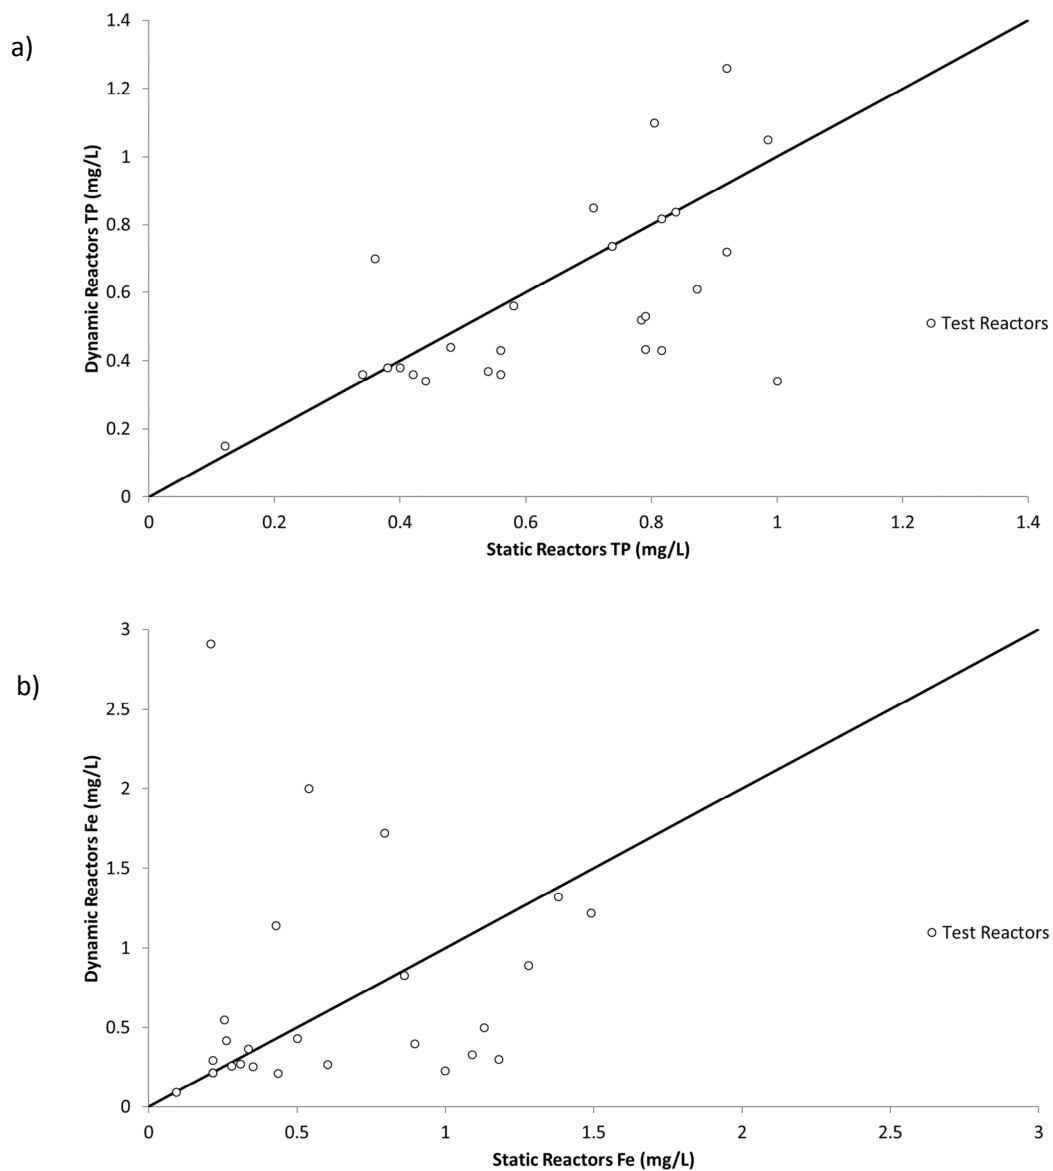 a)
1.4
1.2
1
0.8
0.6
0.4
0.2
0
Dynamic Reactors TP (mg/L)
0 0.2 0.4 0.6 0.8 1 1.2 1.4
Static Reactors TP (mg/L)
Test Reactors
b)
3
2.5
2
1.5
1
0.5
0
Dynamic Reactors Fe (mg/L)
0 0.5 1 1.5 2 2.5 3
Static Reactors Fe (mg/L)
Test Reactors